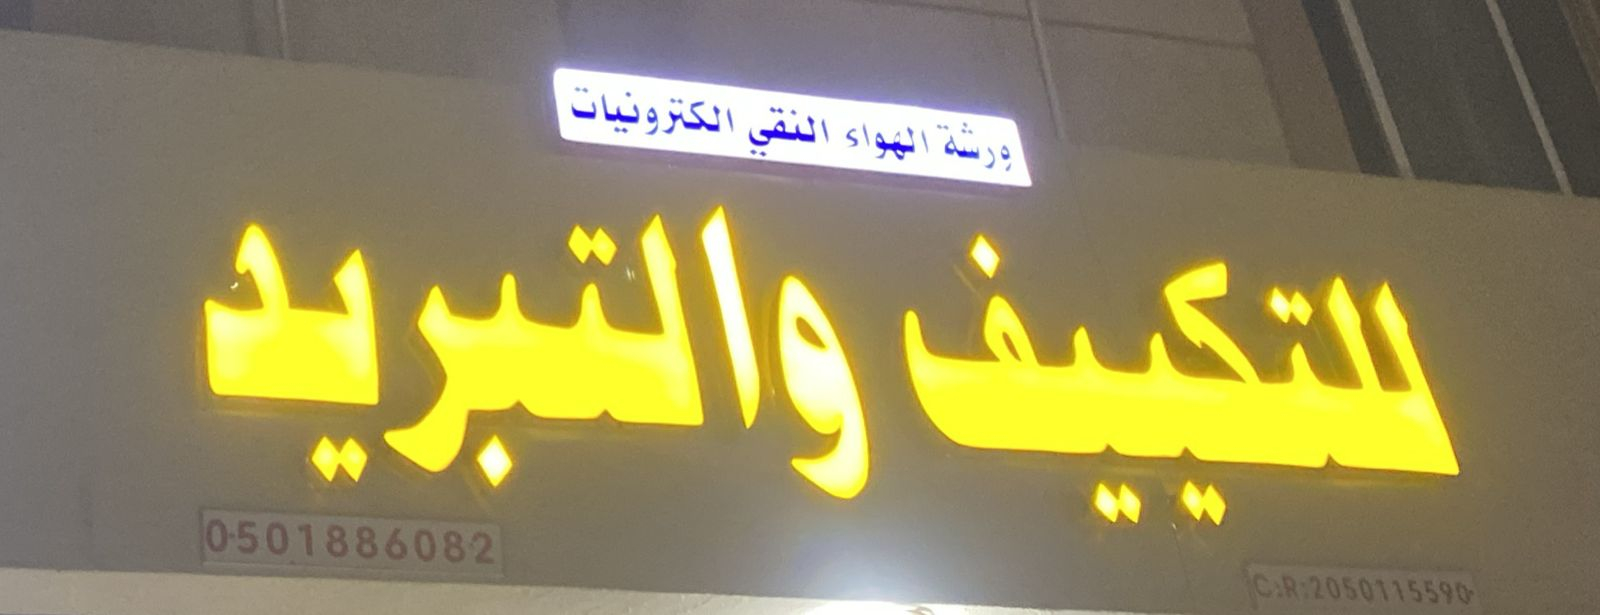 ورشة الهواء النقي الكترونيات
للتكييف والتبريد
0501886082
C.R:2050115590